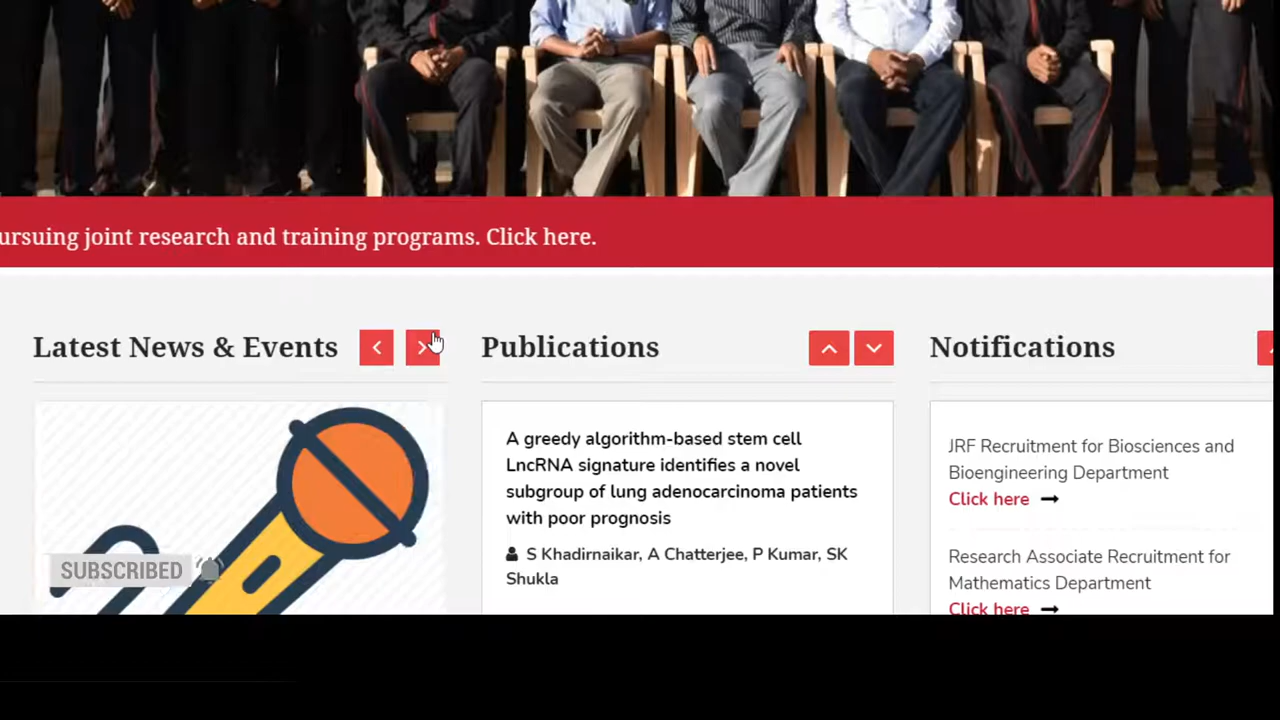 ursuing joint research and training programs. Click here.
Latest News & Events
Publications
Notifications
A greedy algorithm-based stem cell
LncRNA signature identifies a novel
subgroup of lung adenocarcinoma patients
with poor prognosis
S Khadirnaikar, A Chatterjee, P Kumar, SK
Shukla
JRF Recruitment for Biosciences and
Bioengineering Department
Click here
Research Associate Recruitment for
Mathematics Department
Click here
SUBSCRIBED